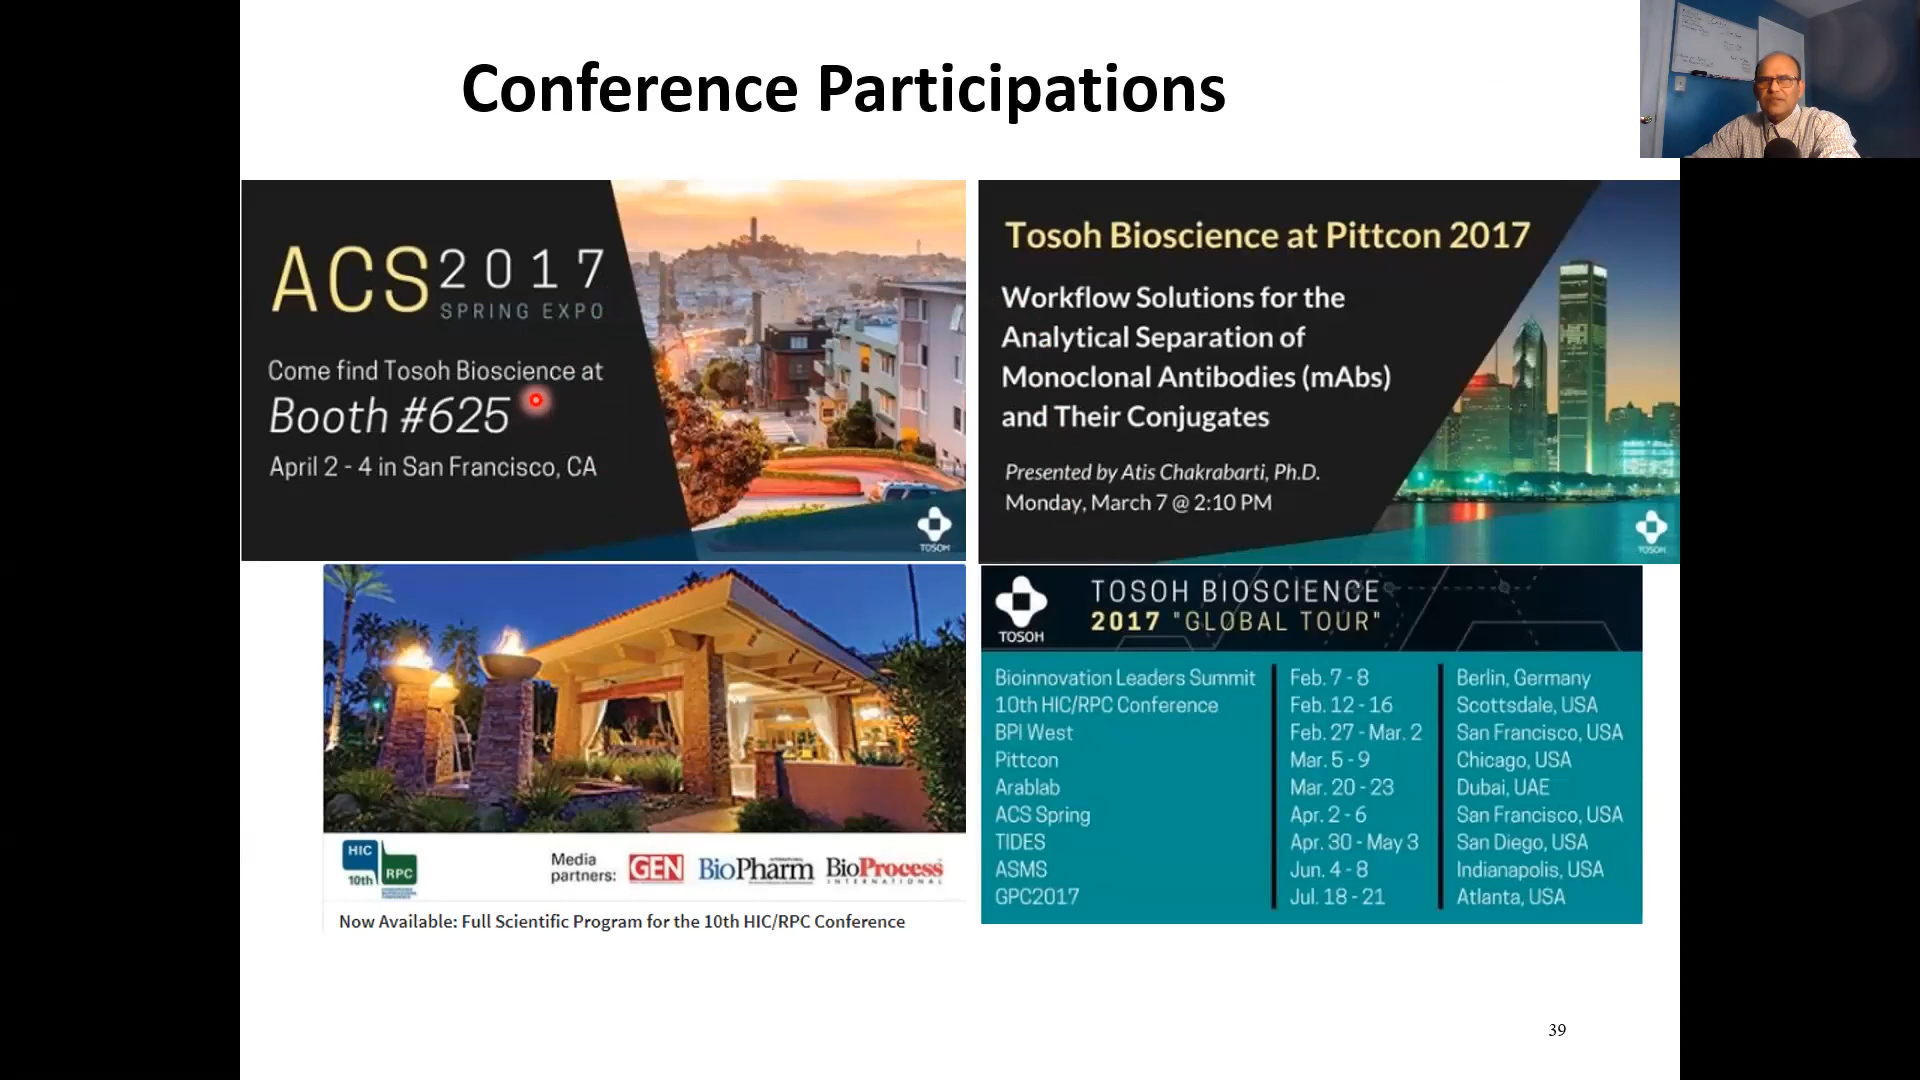 Conference Participations
ACS 2017
SPRING EXPO
Come find Tosoh Bioscience at
Booth #625
April 2 - 4 in San Francisco, CA
TOSOH
Tosoh Bioscience at Pittcon 2017
Workflow Solutions for the
Analytical Separation of
Monoclonal Antibodies (mAbs)
and Their Conjugates
Presented by Atis Chakrabarti, Ph.D.
Monday, March 7 @ 2:10 PM
TOSOH
HIC
RPC
10th
Media
partners:
GEN
BioPharm
INTERNATIONAL
BioProcess
INTERNATIONAL
Now Available: Full Scientific Program for the 10th HIC/RPC Conference
TOSOH
TOSOH BIOSCIENCE
2017 "GLOBAL TOUR"
Bioinnovation Leaders Summit Feb. 7 - 8 Berlin, Germany
10th HIC/RPC Conference Feb. 12 - 16 Scottsdale, USA
BPI West Feb. 27 - Mar. 2 San Francisco, USA
Pittcon Mar. 5 - 9 Chicago, USA
Arablab Mar. 20 - 23 Dubai, UAE
ACS Spring Apr. 2 - 6 San Francisco, USA
TIDES Apr. 30 - May 3 San Diego, USA
ASMS Jun. 4 - 8 Indianapolis, USA
GPC2017 Jul. 18 - 21 Atlanta, USA
39